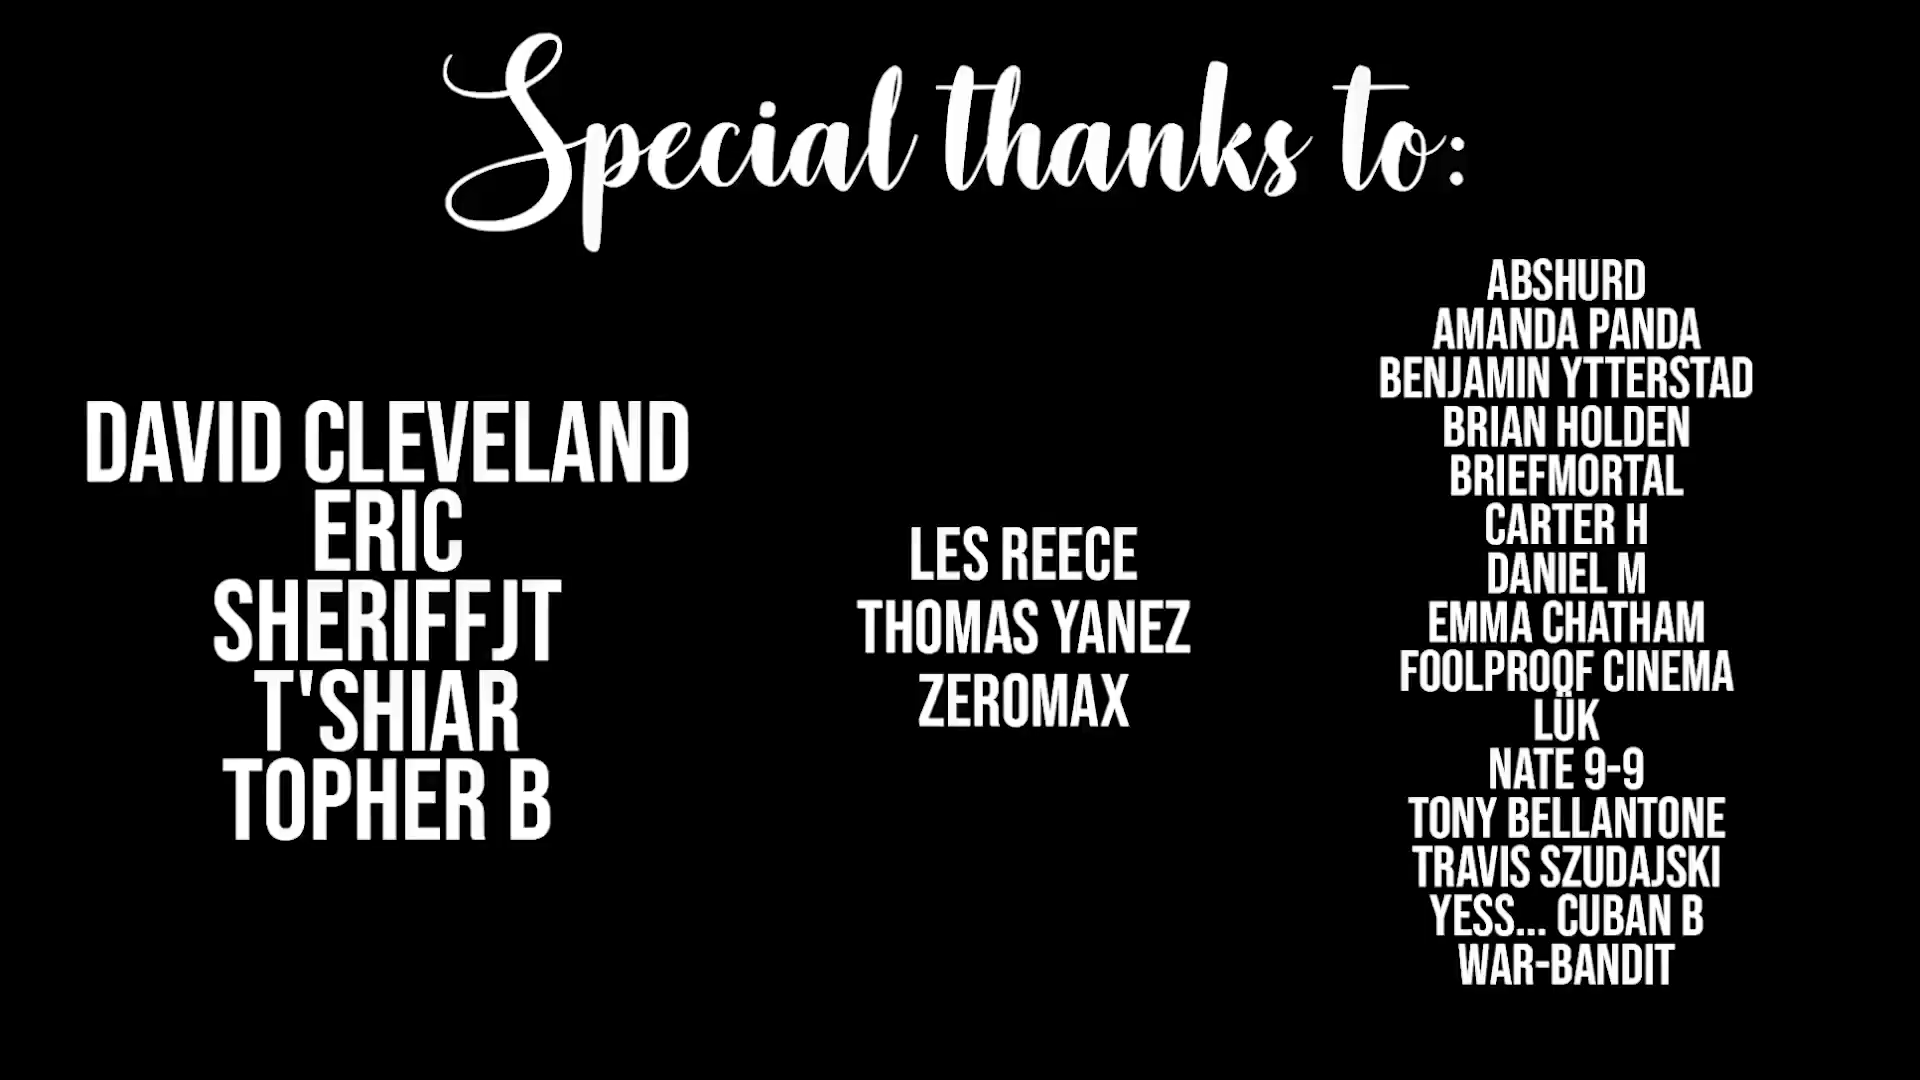 Special thanks to:
DAVID CLEVELAND
ERIC
SHERIFFJT
T'SHIAR
TOPHER B
LES REECE
THOMAS YANEZ
ZEROMAX
ABSHURD
AMANDA PANDA
BENJAMIN YTTERSTAD
BRIAN HOLDEN
BRIEFMORTAL
CARTER H
DANIEL M
EMMA CHATHAM
FOOLPROOF CINEMA
LÜK
NATE 9-9
TONY BELLANTONE
TRAVIS SZUDAJSKI
YESS... CUBAN B
WAR-BANDIT